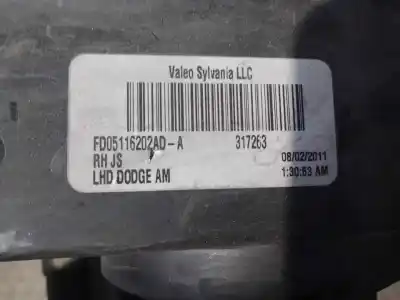 Valeo Sylvania LLC
FD05116202AD-A 317263
RH JS 08/02/2011
LHD DODGE AM 1:30:53 AM